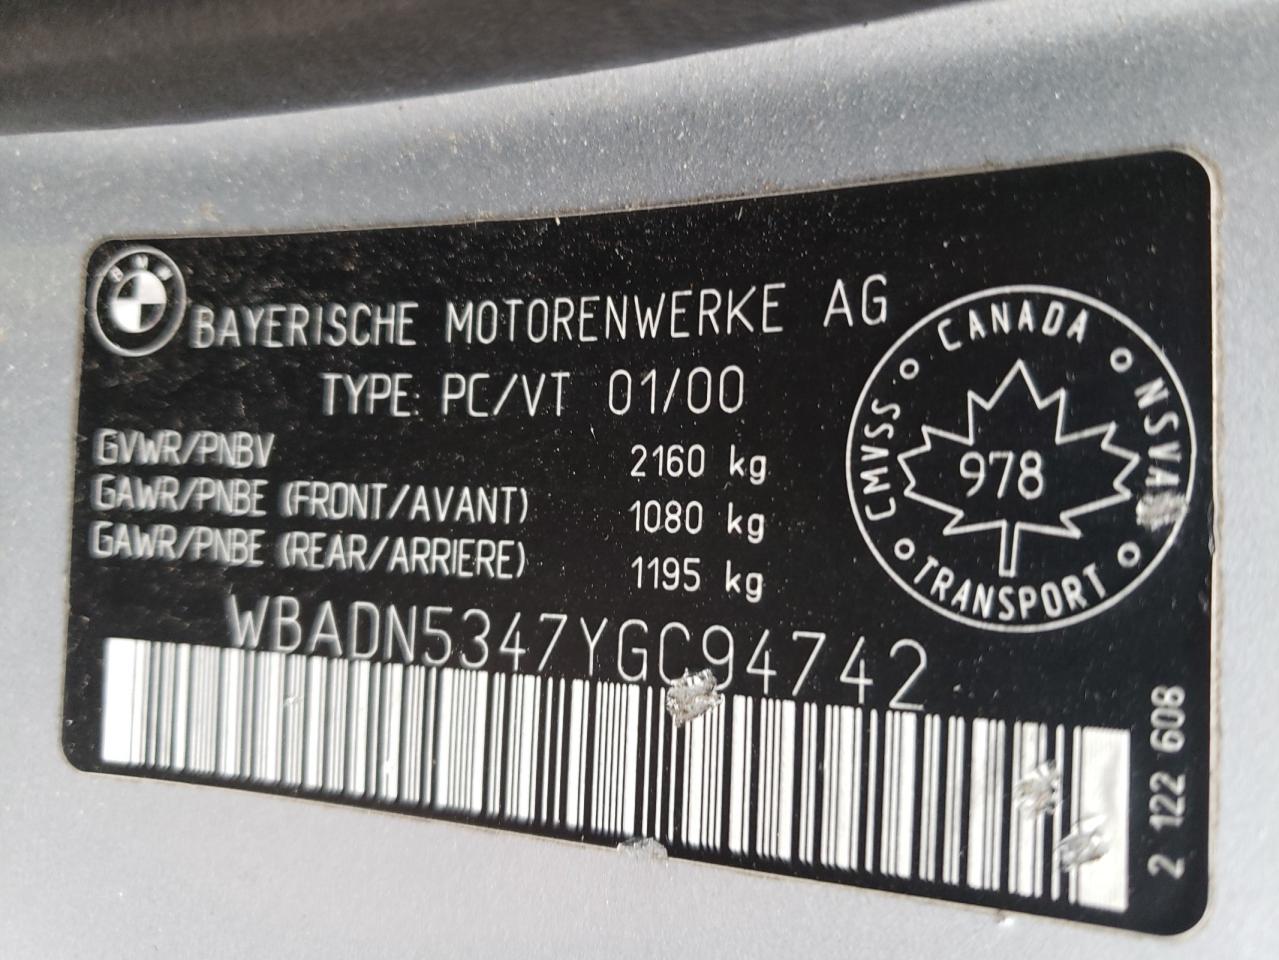 BMW
BAYERISCHE MOTORENWERKE AG
TYPE: PC/VT 01/00
GVWR/PNBV 2160 kg
GAWR/PNBE (FRONT/AVANT) 1080 kg
GAWR/PNBE (REAR/ARRIERE) 1195 kg
WBADN5347YGC94742
CANADA
CMVSS
NSVAC
978
TRANSPORT
2 122 608